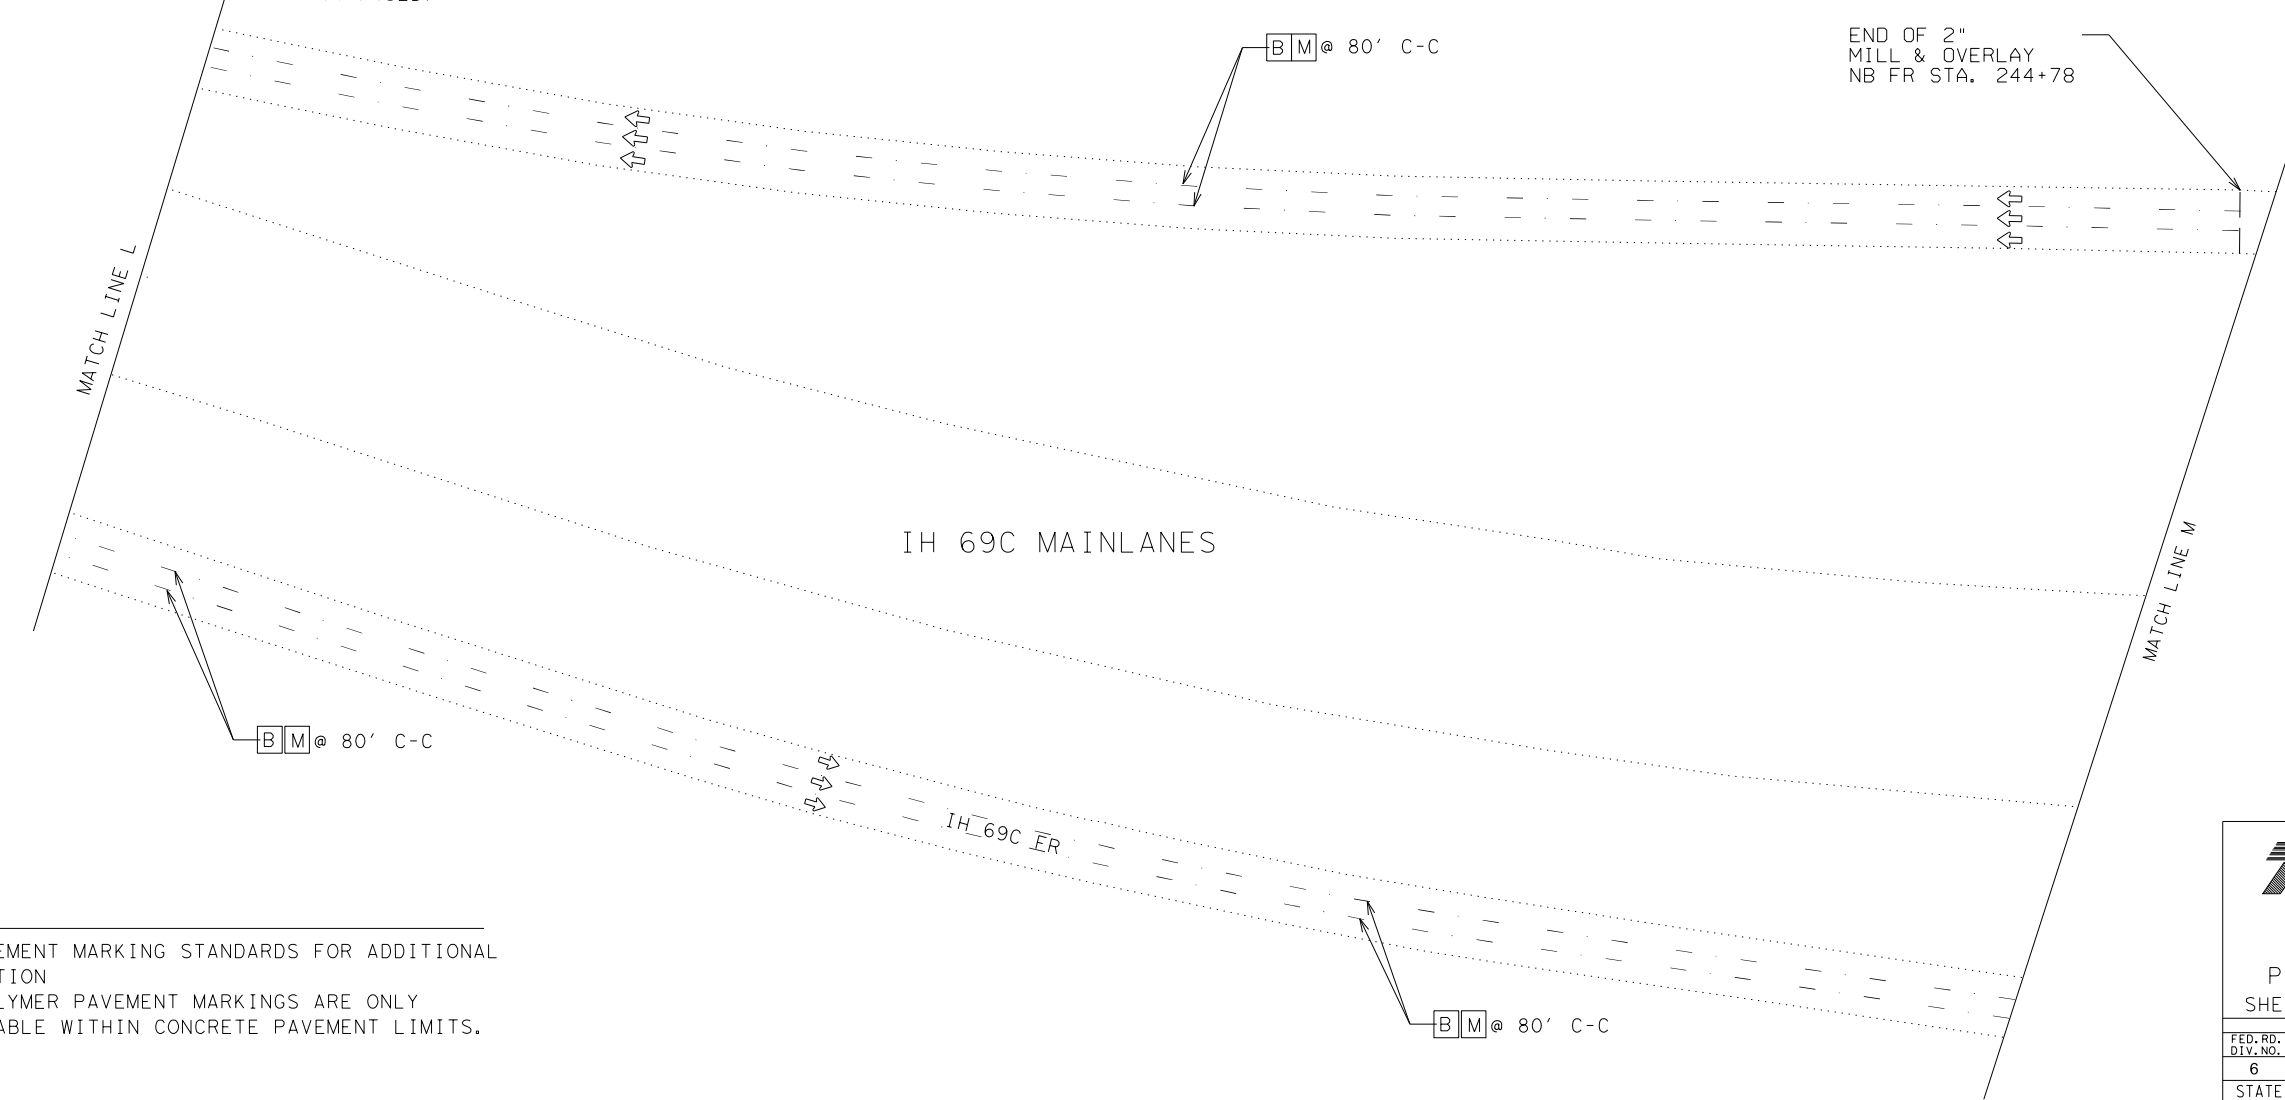 B M @ 80' C-C
END OF 2"
MILL & OVERLAY
NB FR STA. 244+78
MATCH LINE L
IH 69C MAINLANES
MATCH LINE M
B M @ 80' C-C
IH 69C FR
EMENT MARKING STANDARDS FOR ADDITIONAL
TION
LYMER PAVEMENT MARKINGS ARE ONLY
ABLE WITHIN CONCRETE PAVEMENT LIMITS.
B M @ 80' C-C
P
SHE
FED.RD.
DIV.NO.
6
STATE